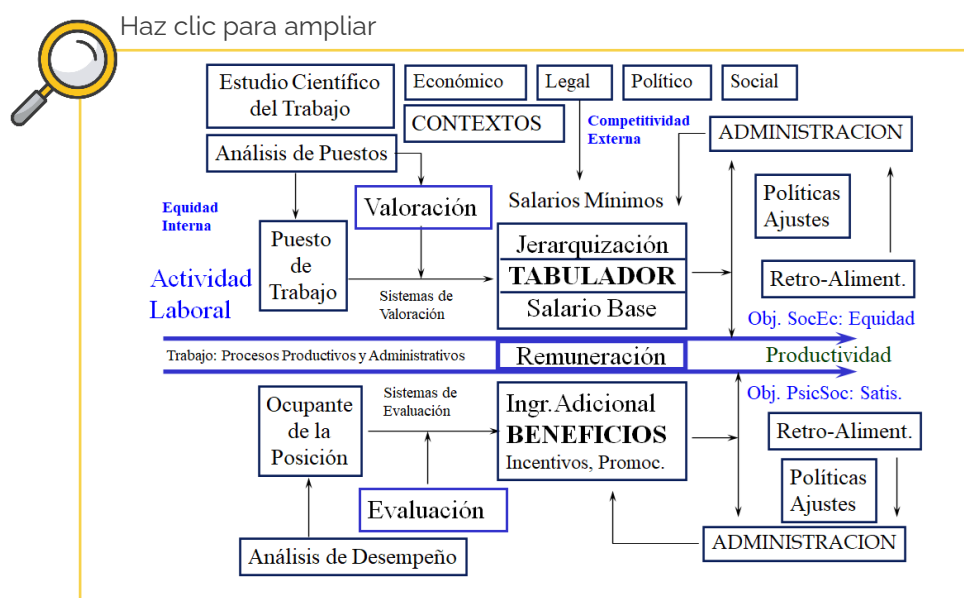 Haz clic para ampliar
Estudio Científico
del Trabajo
Económico
Legal
Político
Social
CONTEXTOS
Competitividad
Externa
ADMINISTRACION
Análisis de Puestos
Equidad
Interna
Valoración
Salarios Mínimos
Políticas
Ajustes
Puesto
de
Trabajo
Jerarquización
TABULADOR
Salario Base
Actividad
Laboral
Sistemas de
Valoración
Retro-Aliment.
Obj. SocEc: Equidad
Trabajo: Procesos Productivos y Administrativos
Remuneración
Productividad
Obj. PsicSoc: Satis.
Ocupante
de la
Posición
Sistemas de
Evaluación
Ingr. Adicional
BENEFICIOS
Incentivos, Promoc.
Retro-Aliment.
Políticas
Ajustes
Evaluación
ADMINISTRACION
Análisis de Desempeño